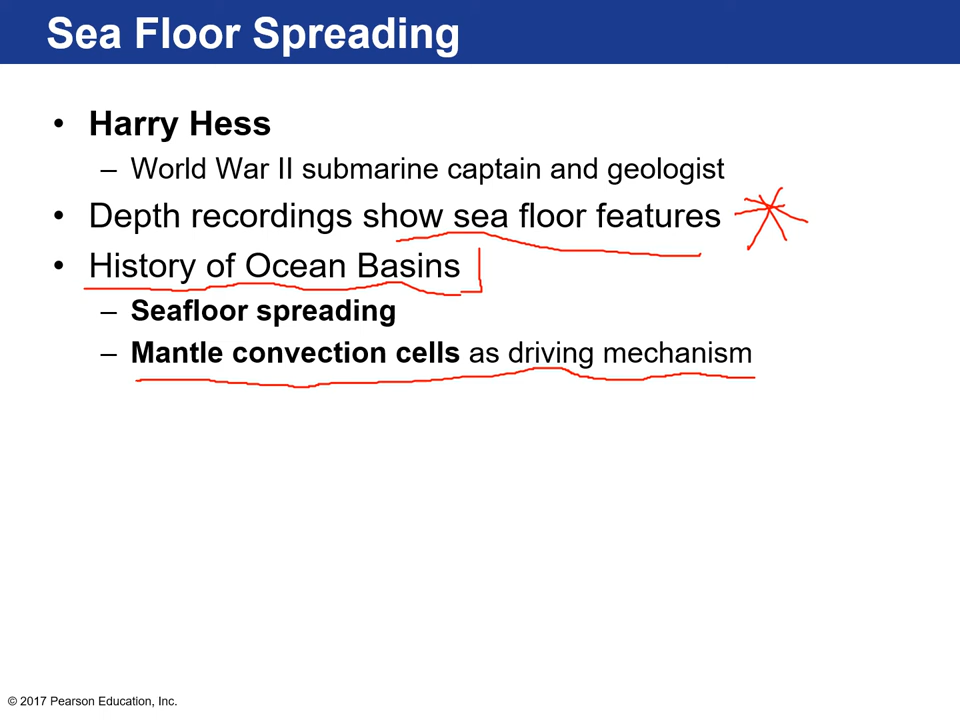 Sea Floor Spreading
• Harry Hess
– World War II submarine captain and geologist
• Depth recordings show sea floor features
• History of Ocean Basins
– Seafloor spreading
– Mantle convection cells as driving mechanism
© 2017 Pearson Education, Inc.